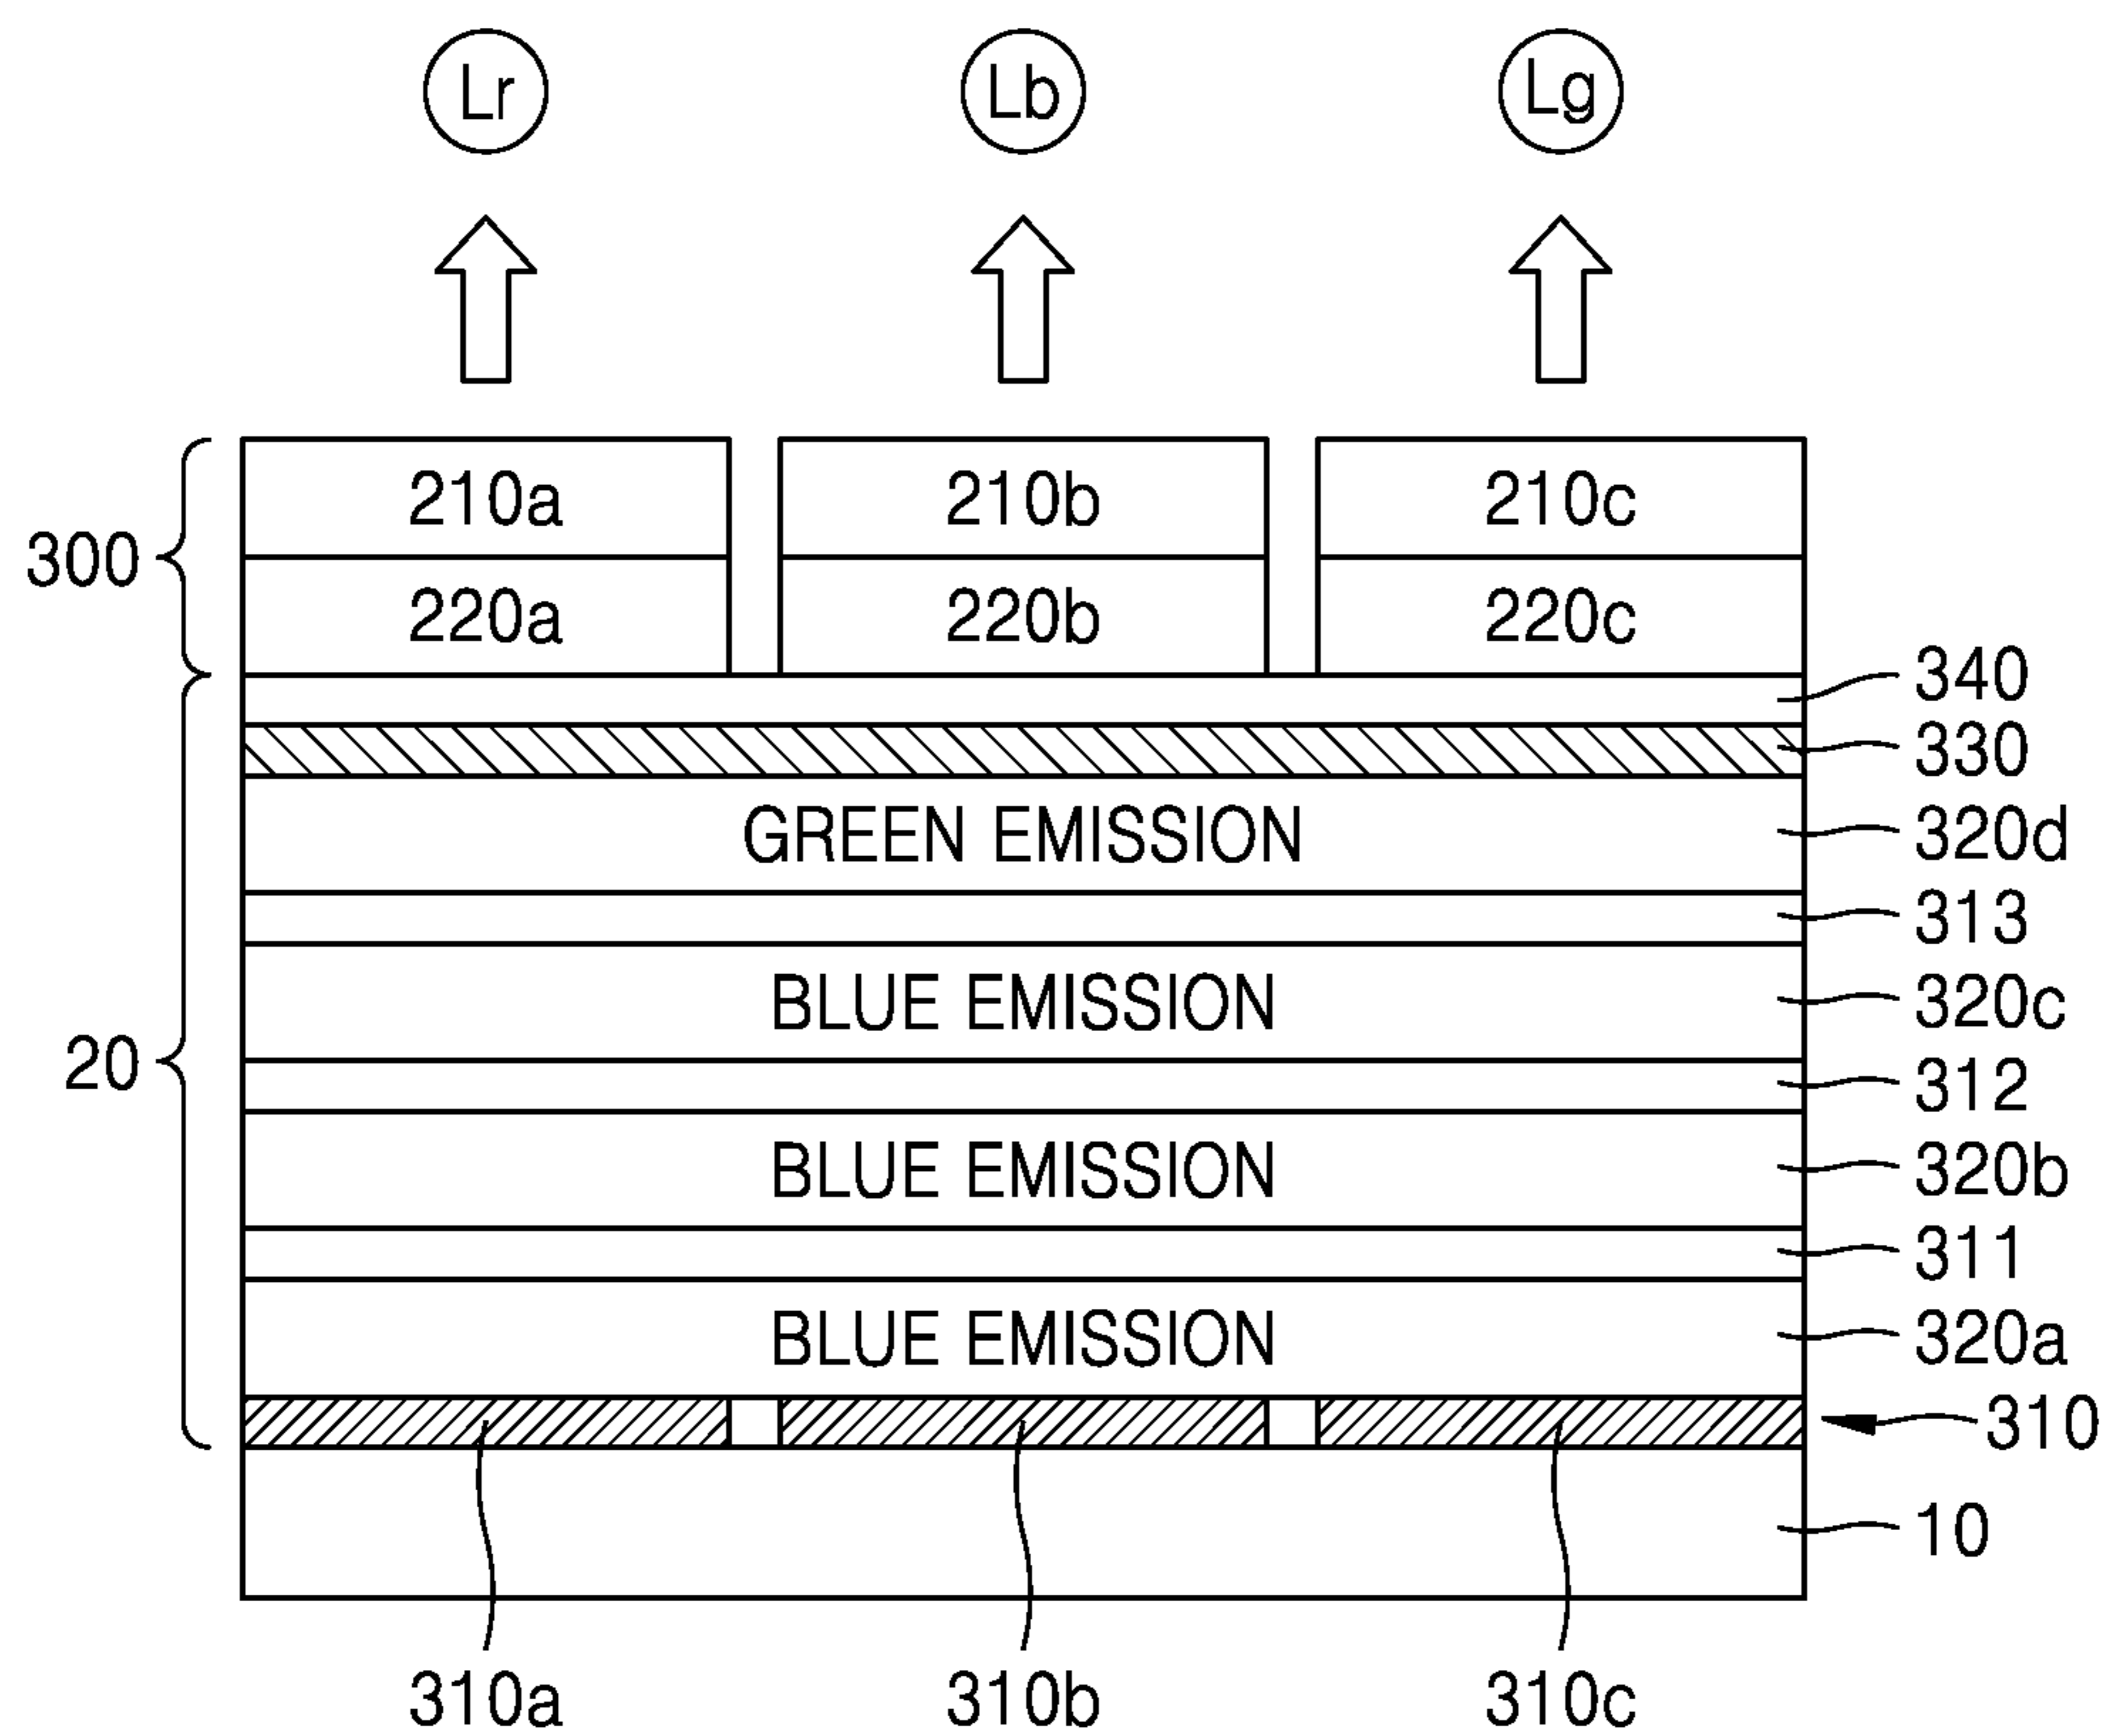 Lr Lb Lg
210a 210b 210c
300
220a 220b 220c
340
330
GREEN EMISSION 320d
313
BLUE EMISSION 320c
20
312
BLUE EMISSION 320b
311
BLUE EMISSION 320a
310
10
310a 310b 310c